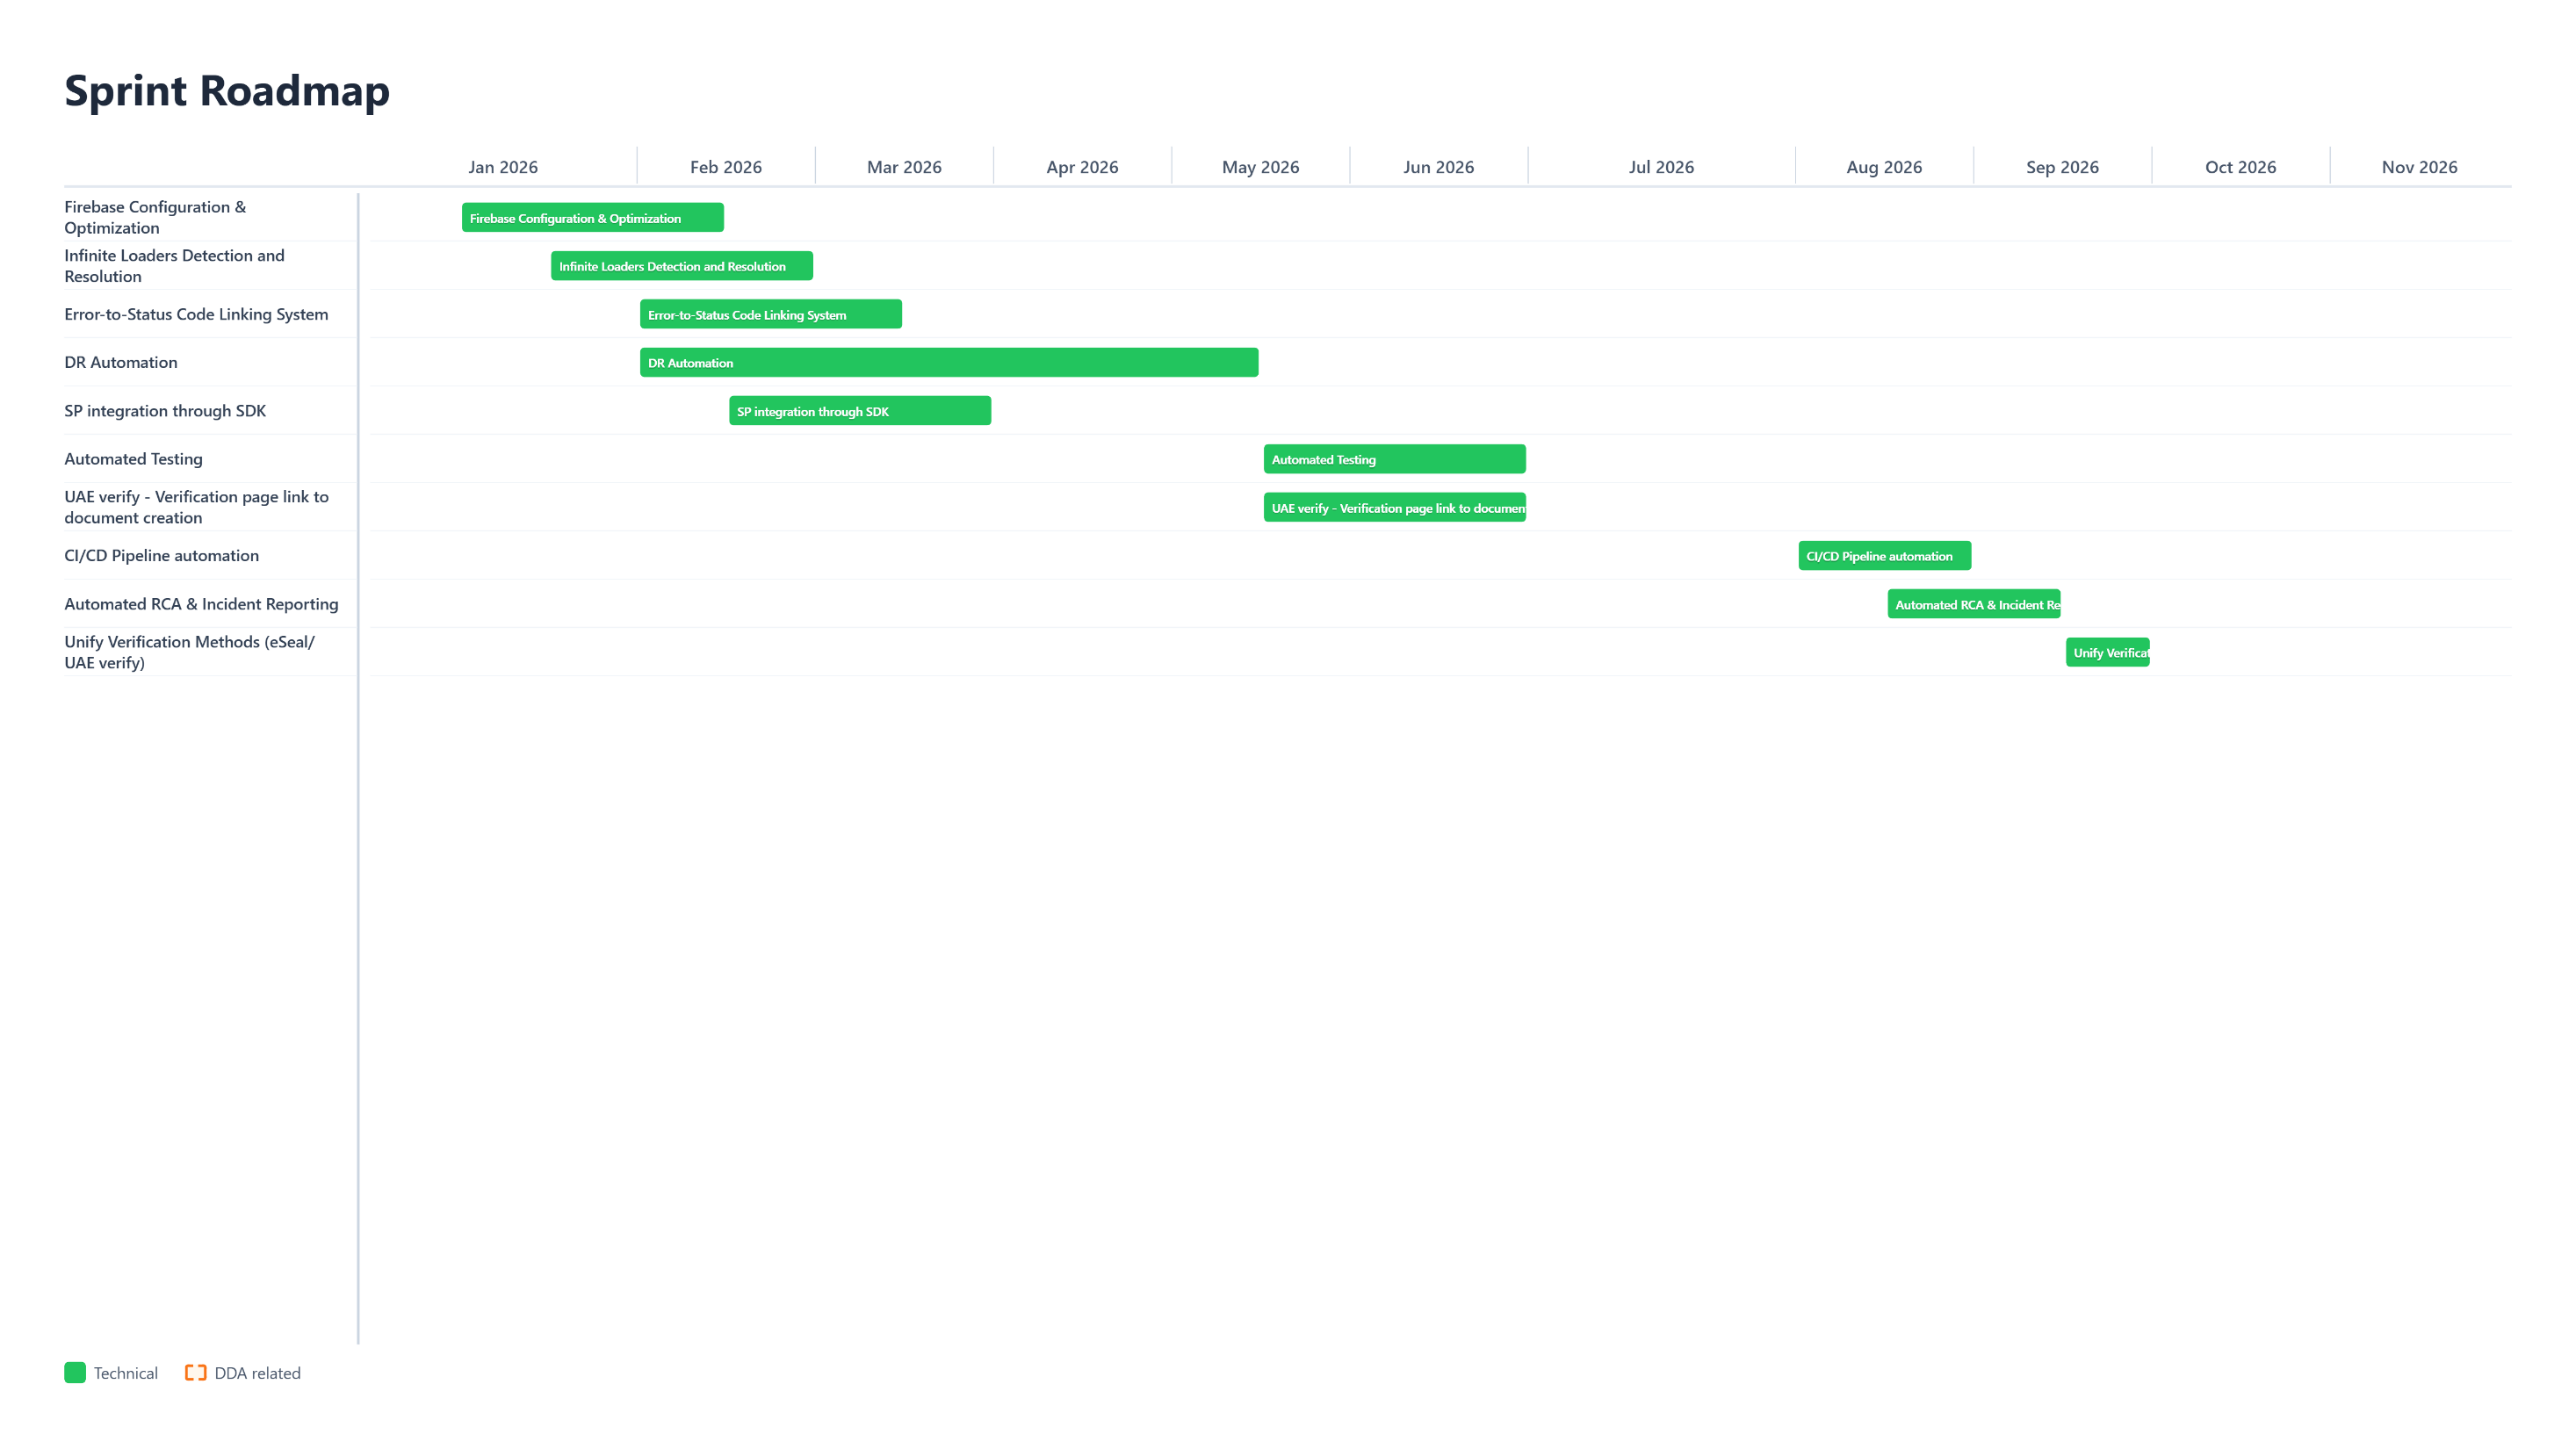 Sprint Roadmap
Jan 2026 Feb 2026 Mar 2026 Apr 2026 May 2026 Jun 2026 Jul 2026 Aug 2026 Sep 2026 Oct 2026 Nov 2026
Firebase Configuration &
Optimization
Firebase Configuration & Optimization
Infinite Loaders Detection and
Resolution
Infinite Loaders Detection and Resolution
Error-to-Status Code Linking System
Error-to-Status Code Linking System
DR Automation
DR Automation
SP integration through SDK
SP integration through SDK
Automated Testing
Automated Testing
UAE verify - Verification page link to
document creation
UAE verify - Verification page link to documen
CI/CD Pipeline automation
CI/CD Pipeline automation
Automated RCA & Incident Reporting
Automated RCA & Incident Re
Unify Verification Methods (eSeal/
UAE verify)
Unify Verificat
Technical
DDA related